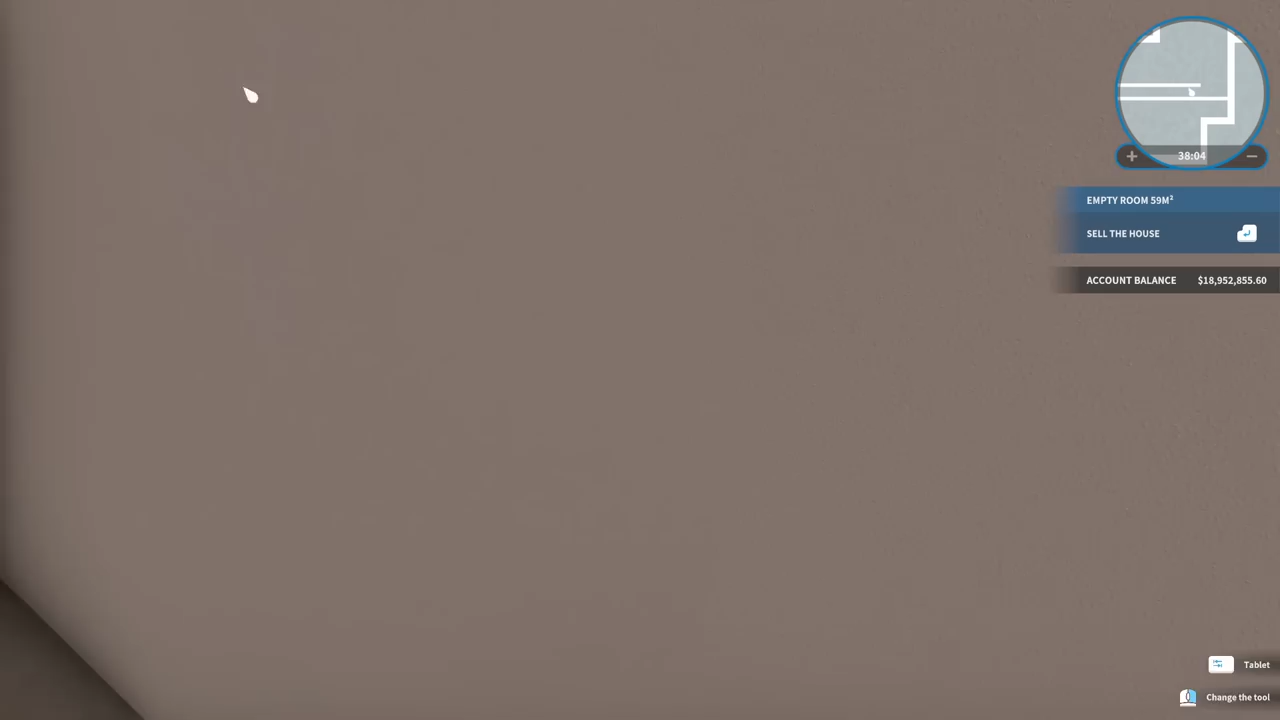 38:04
EMPTY ROOM 59M²
SELL THE HOUSE
ACCOUNT BALANCE $18,952,855.60
Tablet
Change the tool